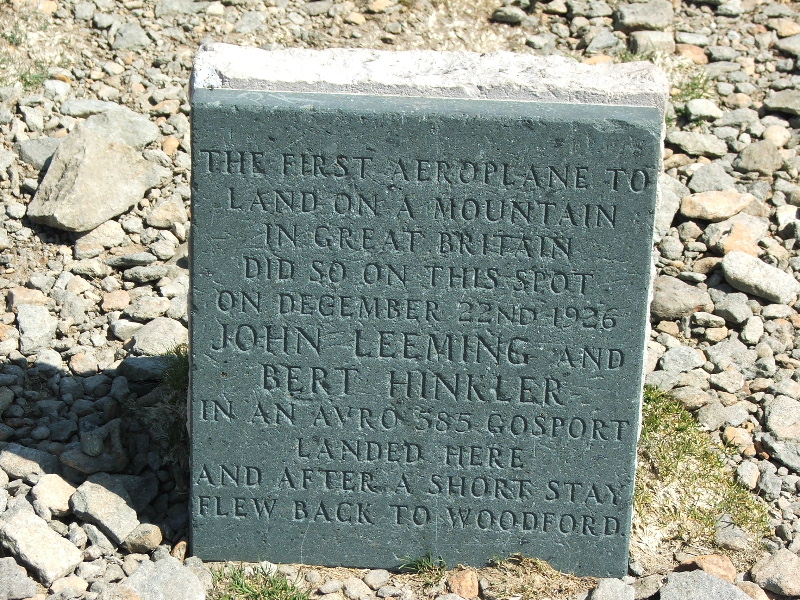 THE FIRST AEROPLANE TO
LAND ON A MOUNTAIN
IN GREAT BRITAIN
DID SO ON THIS SPOT
ON DECEMBER 22ND 1926
JOHN LEEMING AND
BERT HINKLER
IN AN AVRO 585 GOSPORT
LANDED HERE
AND AFTER A SHORT STAY
FLEW BACK TO WOODFORD